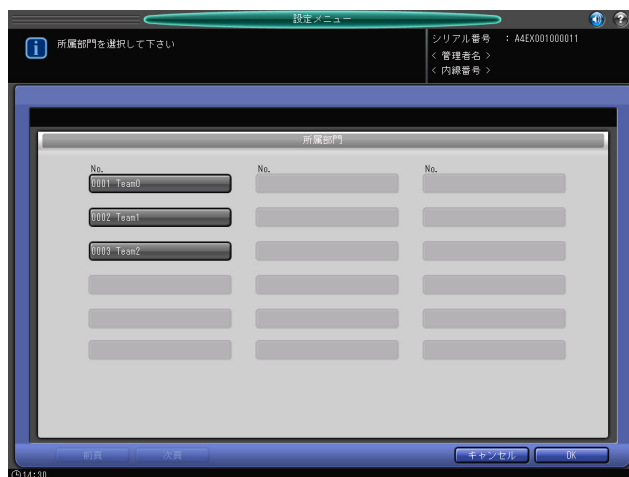 設定メニュー
所属部門を選択して下さい
シリアル番号 : A4EX001000011
< 管理者名 >
< 内線番号 >
所属部門
No. No. No.
0001 Team0
0002 Team1
0003 Team2
前頁 次頁 キャンセル OK
14:30